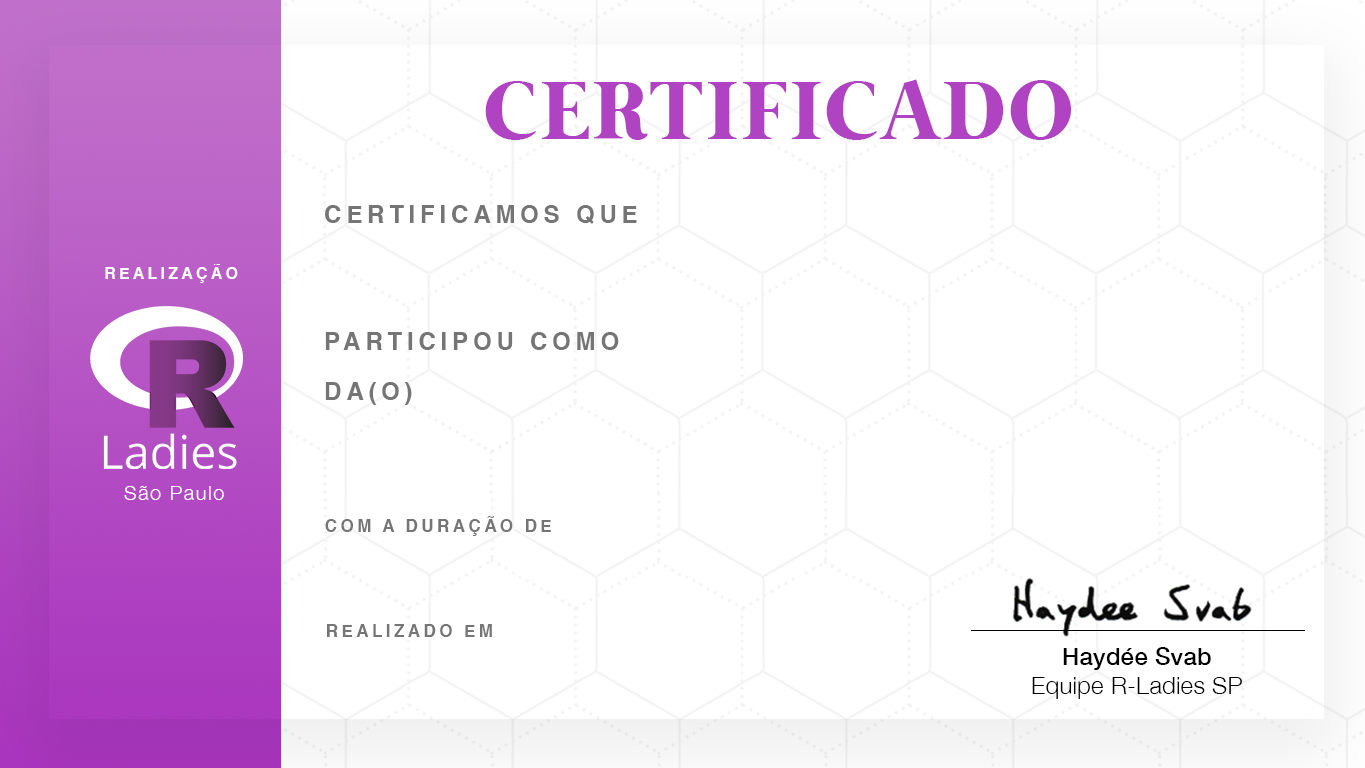 CERTIFICADO
CERTIFICAMOS QUE
PARTICIPOU COMO
DA(O)
COM A DURAÇÃO DE
REALIZADO EM
REALIZAÇÃO
R
Ladies
São Paulo
Haydee Svab
Haydée Svab
Equipe R-Ladies SP